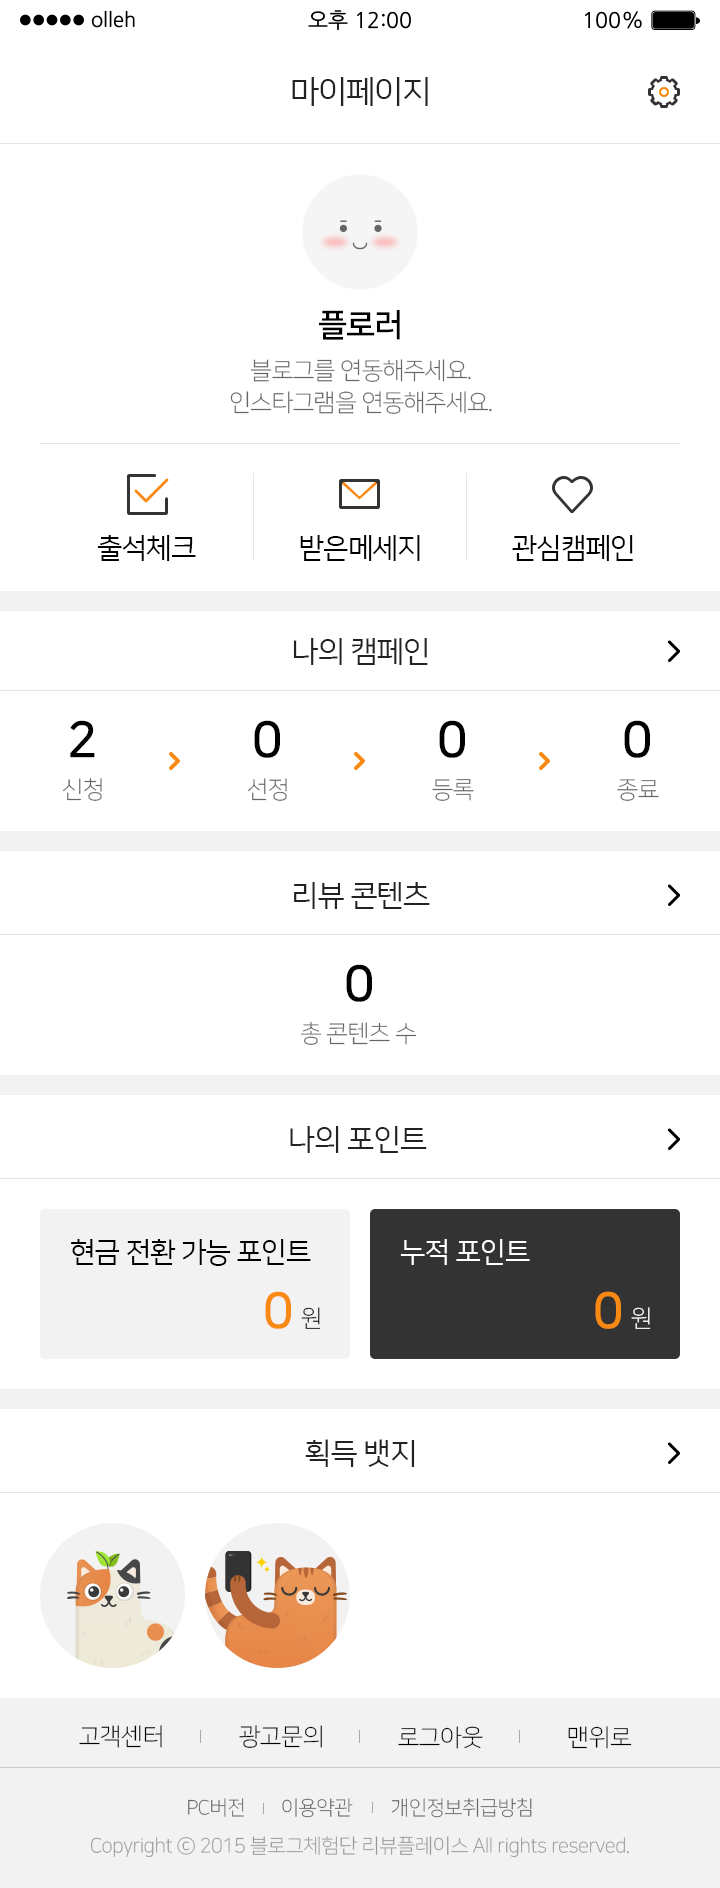 olleh 오후 12:00 100%
마이페이지
플로러
블로그를 연동해주세요.
인스타그램을 연동해주세요.
출석체크 받은메세지 관심캠페인
나의 캠페인
2 0 0 0
신청 선정 등록 종료
리뷰 콘텐츠
0
총 콘텐츠 수
나의 포인트
현금 전환 가능 포인트 누적 포인트
0 원 0 원
획득 뱃지
고객센터 광고문의 로그아웃 맨위로
PC버전 이용약관 개인정보취급방침
Copyright ⓒ 2015 블로그체험단 리뷰플레이스 All rights reserved.